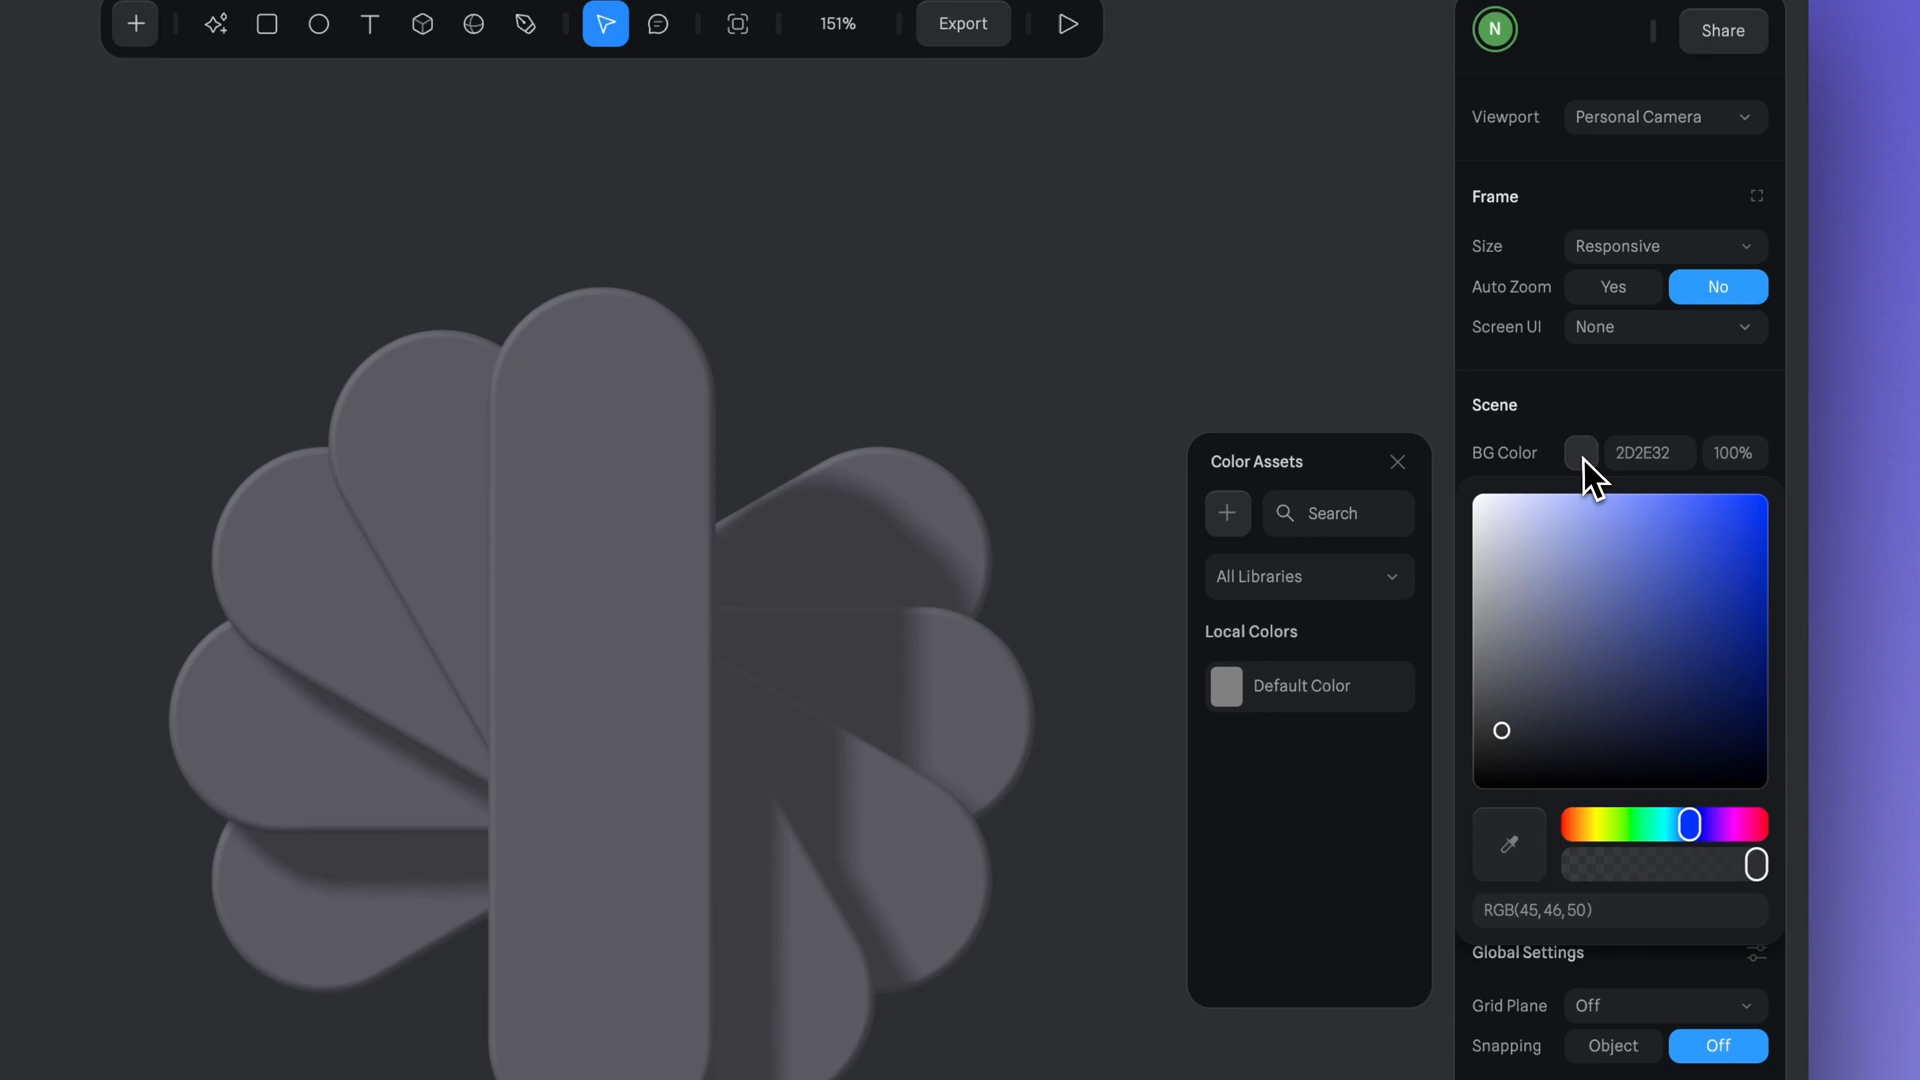 151%
Export
N
Share
Viewport
Personal Camera
Frame
Size
Responsive
Auto Zoom
Yes
No
Screen UI
None
Scene
BG Color
2D2E32
100%
Color Assets
Search
All Libraries
Local Colors
Default Color
RGB(45, 46, 50)
Global Settings
Grid Plane
Off
Snapping
Object
Off